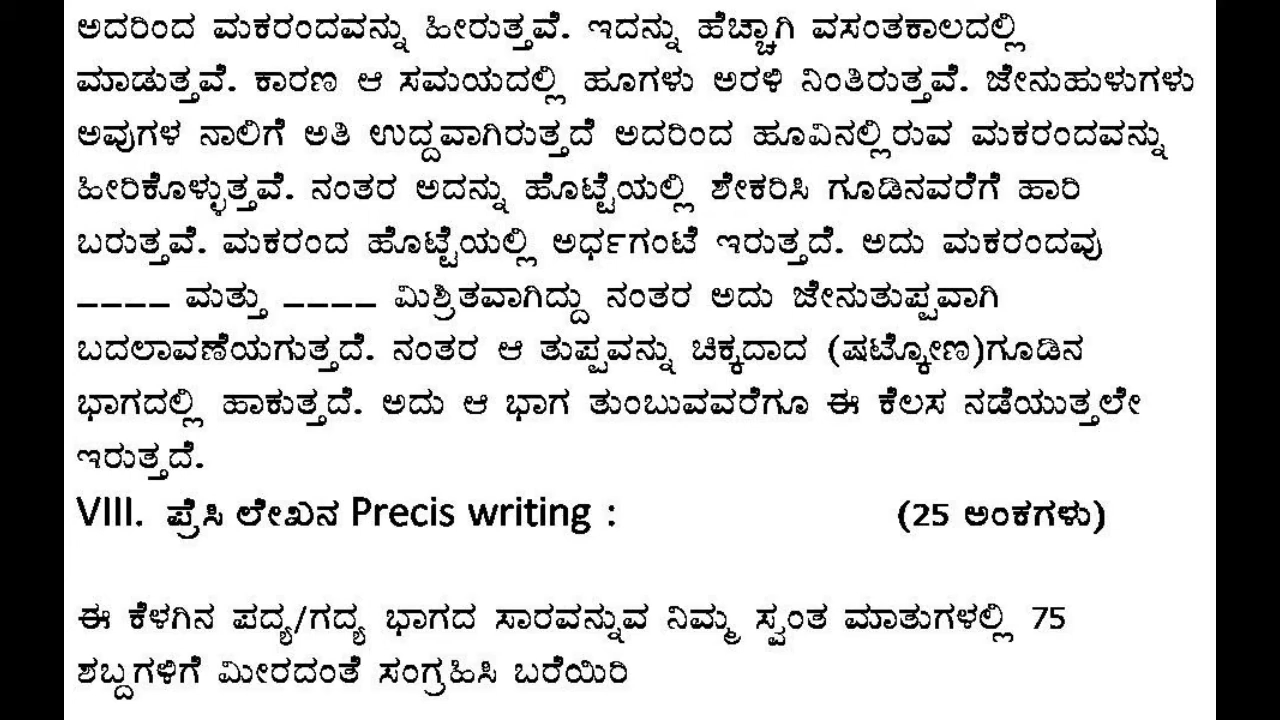 ಅದರಿಂದ ಮಕರಂದವನ್ನು ಹೀರುತ್ತವೆ. ಇದನ್ನು ಹೆಚ್ಚಾಗಿ ವಸಂತಕಾಲದಲ್ಲಿ
ಮಾಡುತ್ತವೆ. ಕಾರಣ ಆ ಸಮಯದಲ್ಲಿ ಹೂಗಳು ಅರಳಿ ನಿಂತಿರುತ್ತವೆ. ಜೇನುಹುಳುಗಳು
ಅವುಗಳ ನಾಲಿಗೆ ಅತಿ ಉದ್ದವಾಗಿರುತ್ತದೆ ಅದರಿಂದ ಹೂವಿನಲ್ಲಿರುವ ಮಕರಂದವನ್ನು
ಹೀರಿಕೊಳ್ಳುತ್ತವೆ. ನಂತರ ಅದನ್ನು ಹೊಟ್ಟೆಯಲ್ಲಿ ಶೇಕರಿಸಿ ಗೂಡಿನವರೆಗೆ ಹಾರಿ
ಬರುತ್ತವೆ. ಮಕರಂದ ಹೊಟ್ಟೆಯಲ್ಲಿ ಅರ್ಧಗಂಟೆ ಇರುತ್ತದೆ. ಅದು ಮಕರಂದವು
____ ಮತ್ತು ____ ಮಿಶ್ರಿತವಾಗಿದ್ದು ನಂತರ ಅದು ಜೇನುತುಪ್ಪವಾಗಿ
ಬದಲಾವಣೆಯಗುತ್ತದೆ. ನಂತರ ಆ ತುಪ್ಪವನ್ನು ಚಿಕ್ಕದಾದ (ಷಟ್ಕೋಣ)ಗೂಡಿನ
ಭಾಗದಲ್ಲಿ ಹಾಕುತ್ತದೆ. ಅದು ಆ ಭಾಗ ತುಂಬುವವರೆಗೂ ಈ ಕೆಲಸ ನಡೆಯುತ್ತಲೇ
ಇರುತ್ತದೆ.
VIII. ಪ್ರೆಸಿ ಲೇಖನ Precis writing : (25 ಅಂಕಗಳು)
ಈ ಕೆಳಗಿನ ಪದ್ಯ/ಗದ್ಯ ಭಾಗದ ಸಾರವನ್ನುವ ನಿಮ್ಮ ಸ್ವಂತ ಮಾತುಗಳಲ್ಲಿ 75
ಶಬ್ದಗಳಿಗೆ ಮೀರದಂತೆ ಸಂಗ್ರಹಿಸಿ ಬರೆಯಿರಿ